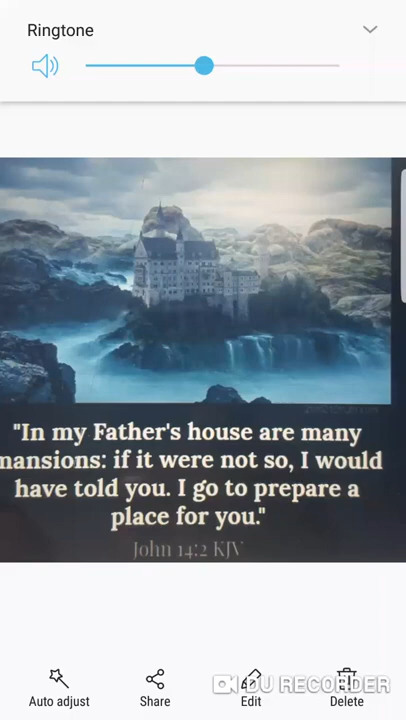 Ringtone
"In my Father's house are many
mansions: if it were not so, I would
have told you. I go to prepare a
place for you."
John 14:2 KJV
DU RECORDER
Auto adjust
Share
Edit
Delete